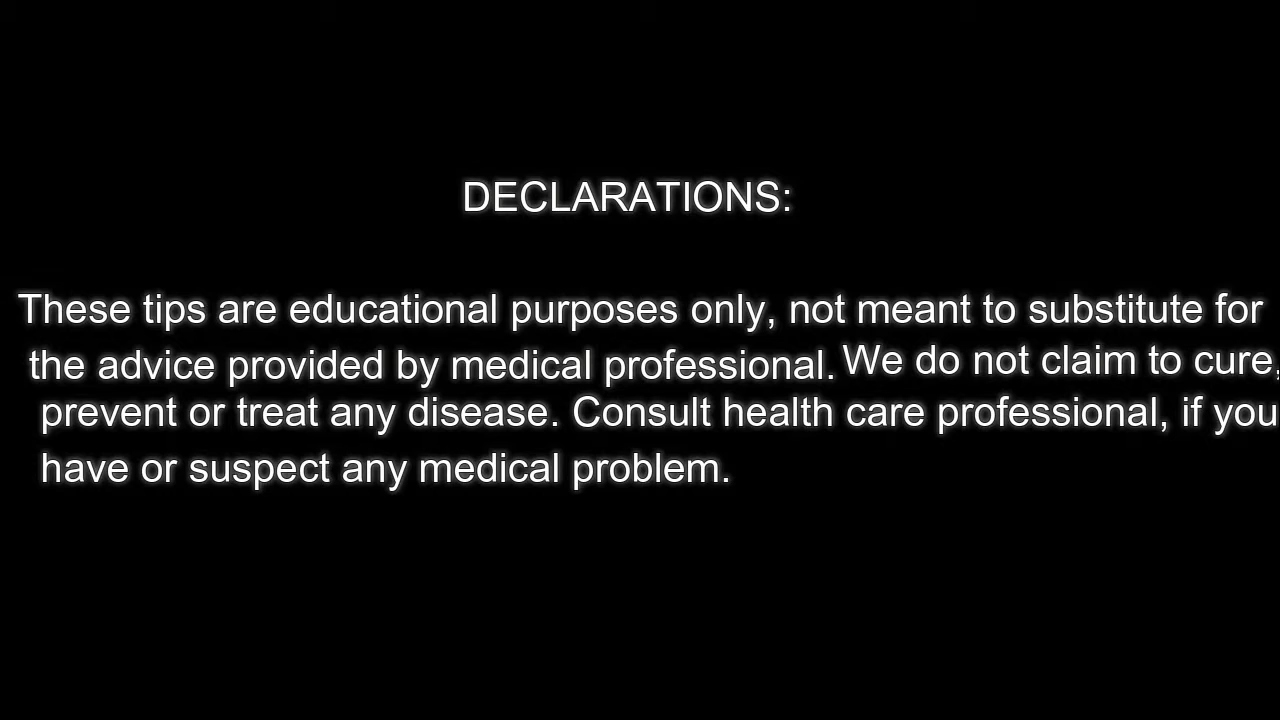 DECLARATIONS:
These tips are educational purposes only, not meant to substitute for
the advice provided by medical professional. We do not claim to cure,
prevent or treat any disease. Consult health care professional, if you
have or suspect any medical problem.